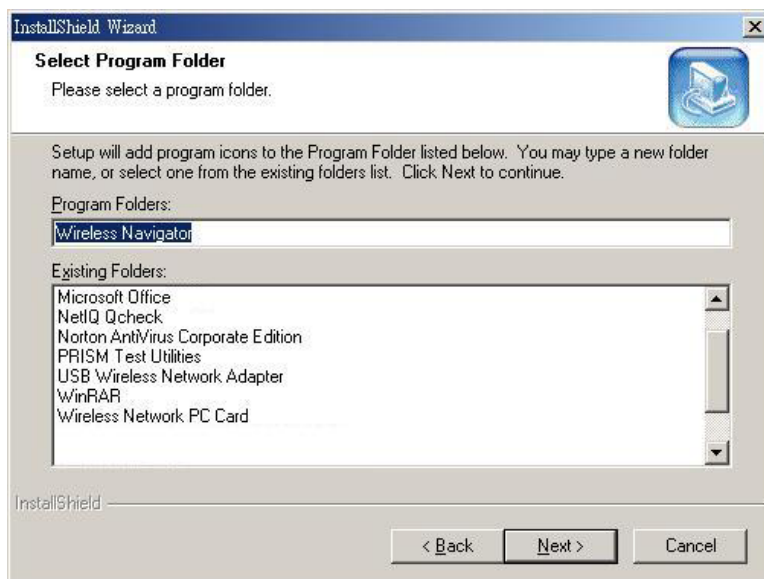 InstallShield Wizard
Select Program Folder
Please select a program folder.
Setup will add program icons to the Program Folder listed below.  You may type a new folder
name, or select one from the existing folders list.  Click Next to continue.
Program Folders:
Wireless Navigator
Existing Folders:
Microsoft Office
NetIQ Qcheck
Norton AntiVirus Corporate Edition
PRISM Test Utilities
USB Wireless Network Adapter
WinRAR
Wireless Network PC Card
InstallShield
< Back
Next >
Cancel